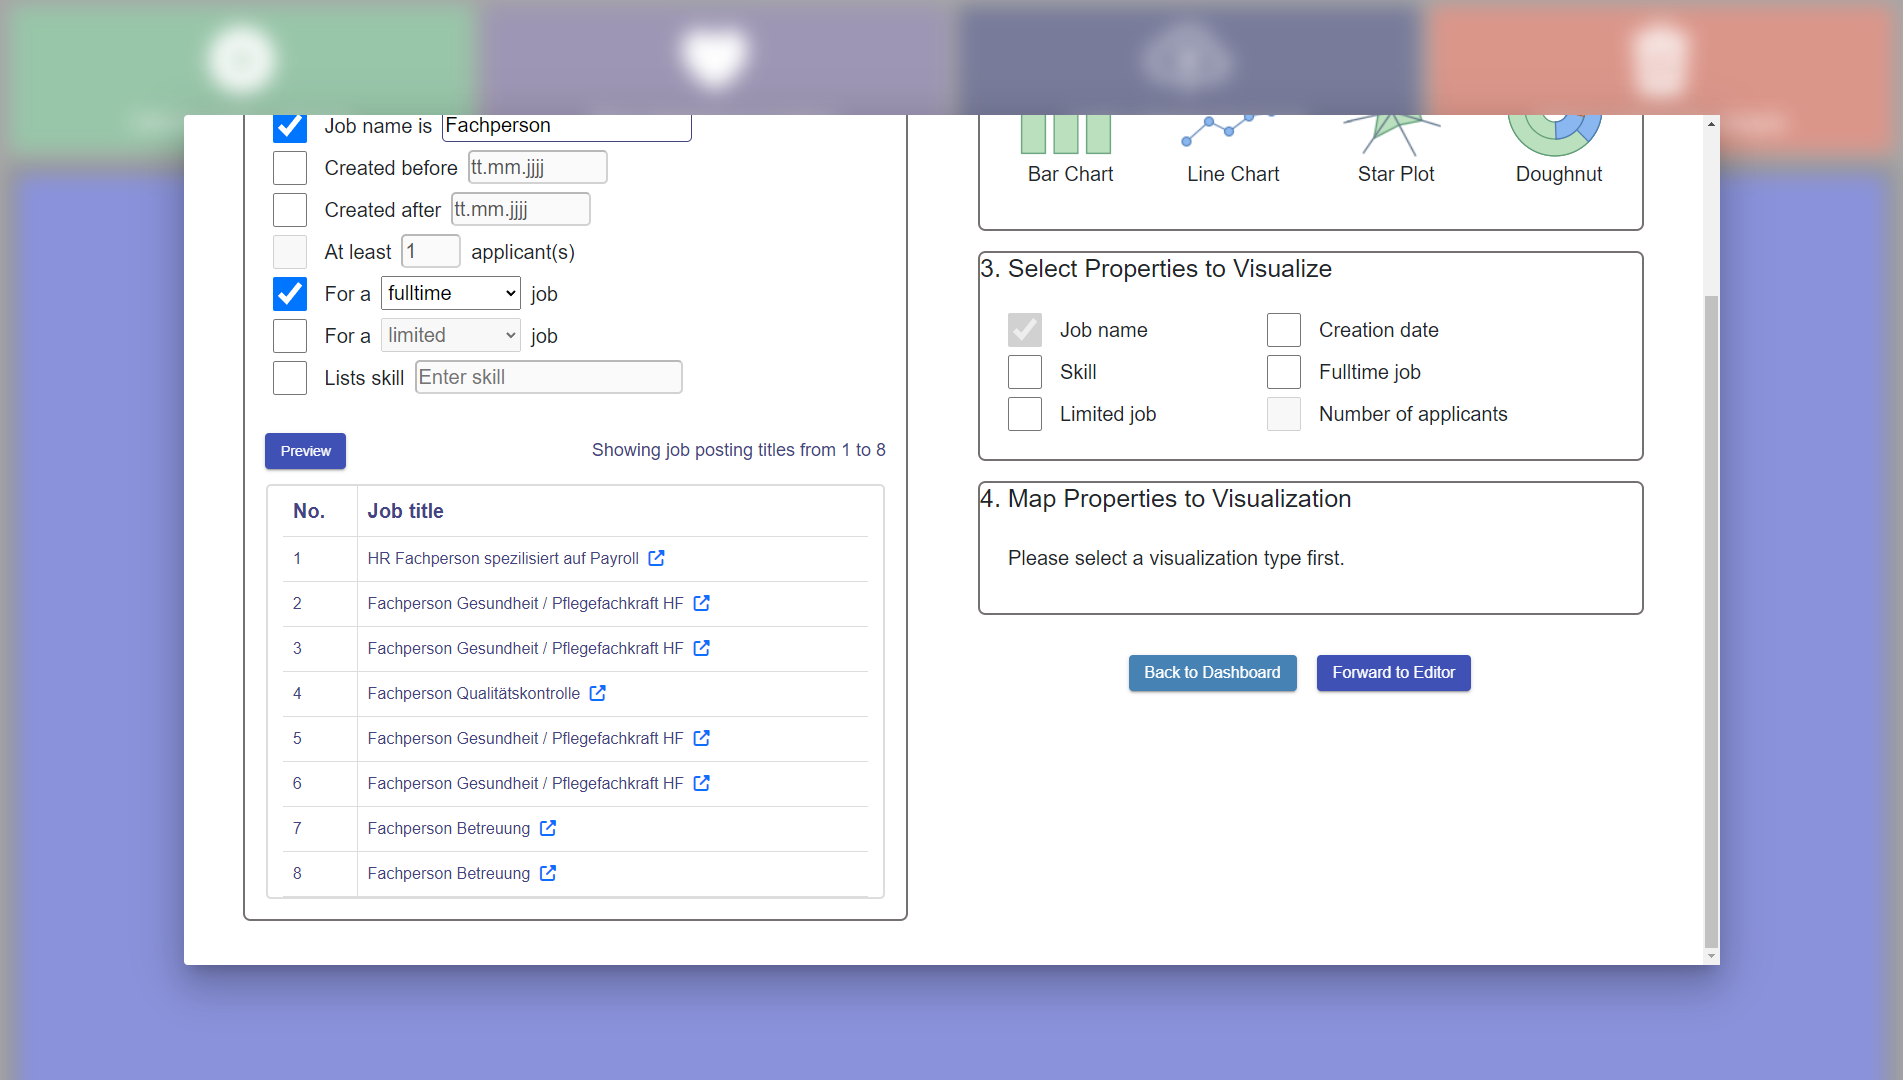 Job name is Fachperson
Created before tt.mm.jjjj
Created after tt.mm.jjjj
At least 1 applicant(s)
For a fulltime job
For a limited job
Lists skill Enter skill
Preview
Showing job posting titles from 1 to 8
No. Job title
1 HR Fachperson spezilisiert auf Payroll
2 Fachperson Gesundheit / Pflegefachkraft HF
3 Fachperson Gesundheit / Pflegefachkraft HF
4 Fachperson Qualitätskontrolle
5 Fachperson Gesundheit / Pflegefachkraft HF
6 Fachperson Gesundheit / Pflegefachkraft HF
7 Fachperson Betreuung
8 Fachperson Betreuung
Bar Chart Line Chart Star Plot Doughnut
3. Select Properties to Visualize
Job name Creation date
Skill Fulltime job
Limited job Number of applicants
4. Map Properties to Visualization
Please select a visualization type first.
Back to Dashboard Forward to Editor